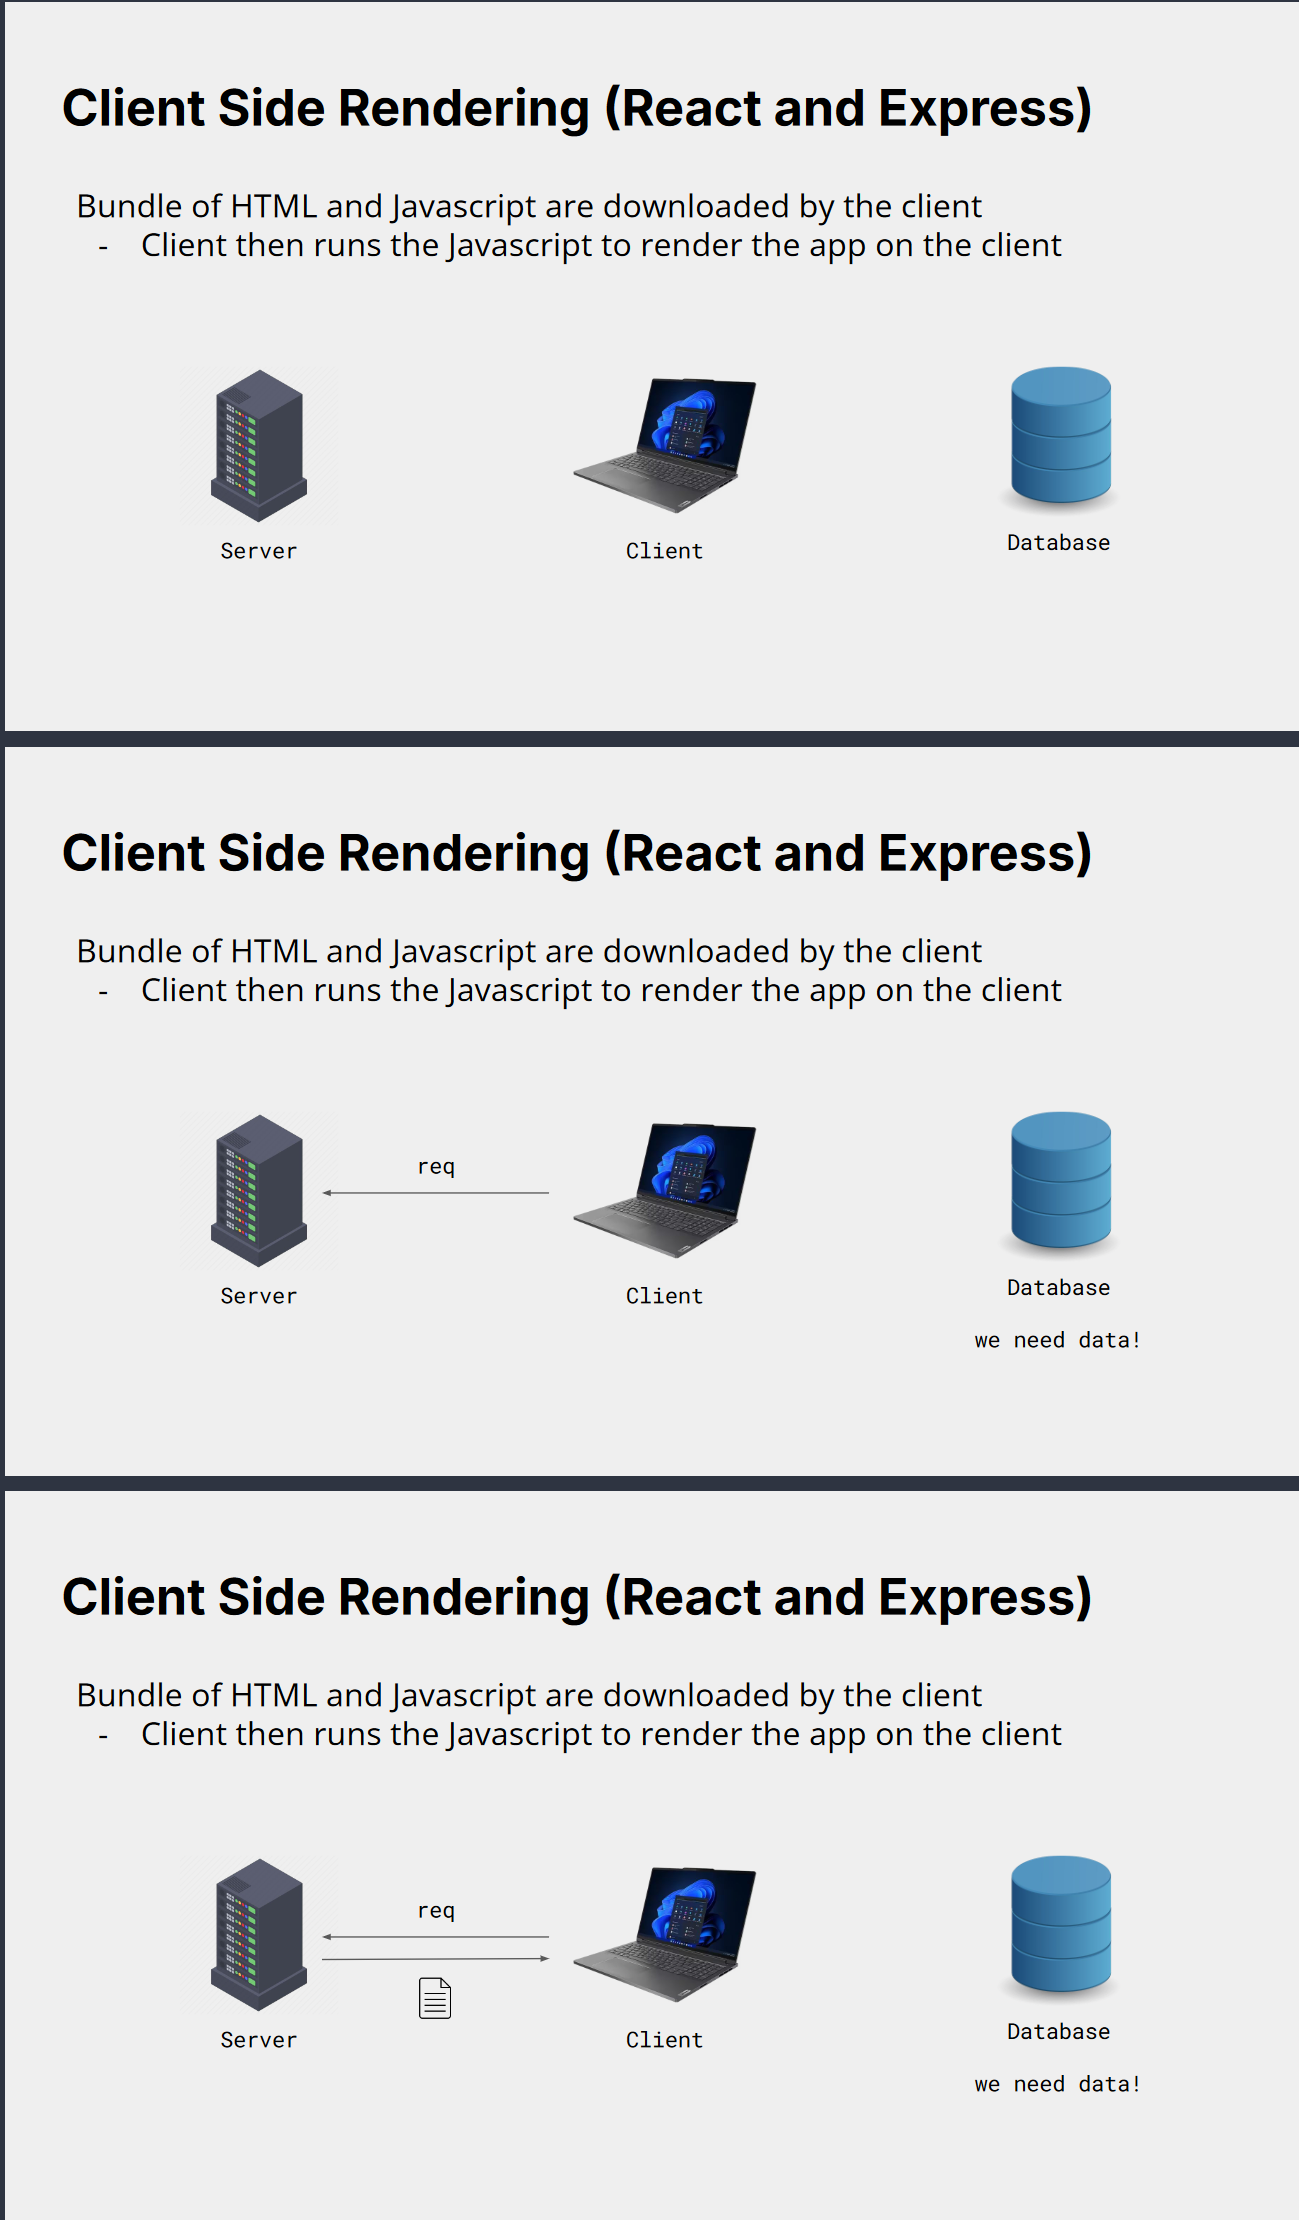 Client Side Rendering (React and Express)
Bundle of HTML and Javascript are downloaded by the client
- Client then runs the Javascript to render the app on the client
Server
Client
Database
Client Side Rendering (React and Express)
Bundle of HTML and Javascript are downloaded by the client
- Client then runs the Javascript to render the app on the client
req
Server
Client
Database
we need data!
Client Side Rendering (React and Express)
Bundle of HTML and Javascript are downloaded by the client
- Client then runs the Javascript to render the app on the client
req
Server
Client
Database
we need data!